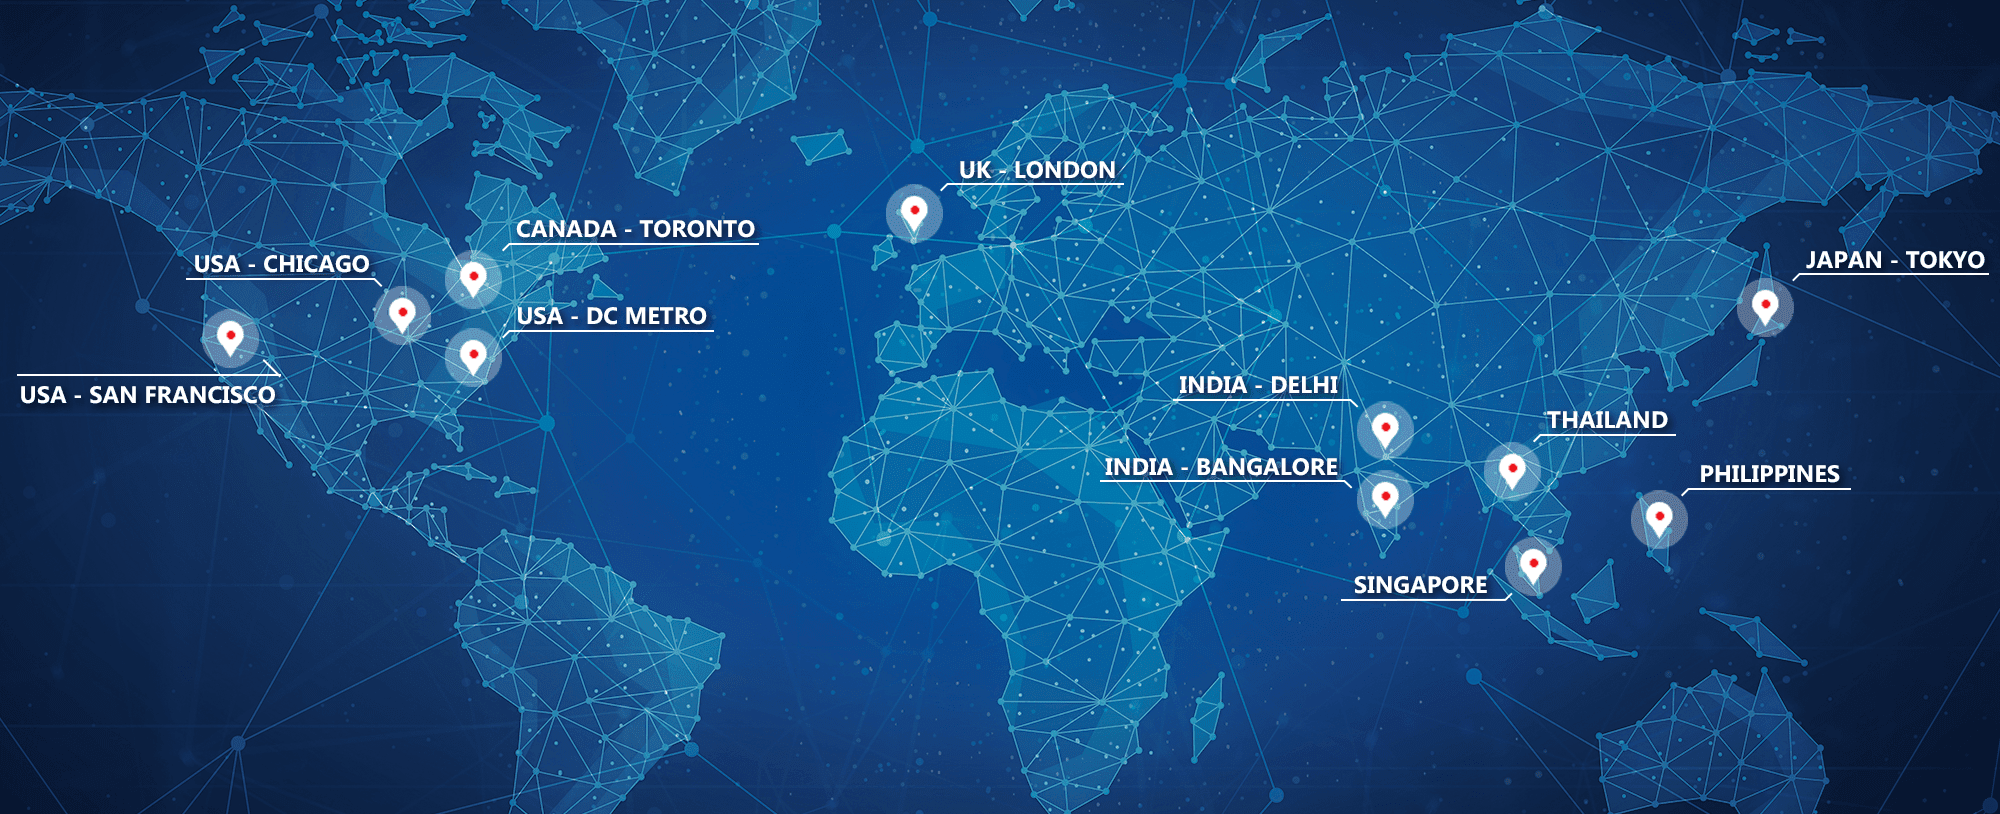 UK - LONDON
CANADA - TORONTO
USA - CHICAGO
JAPAN - TOKYO
USA - DC METRO
USA - SAN FRANCISCO
INDIA - DELHI
THAILAND
INDIA - BANGALORE
PHILIPPINES
SINGAPORE